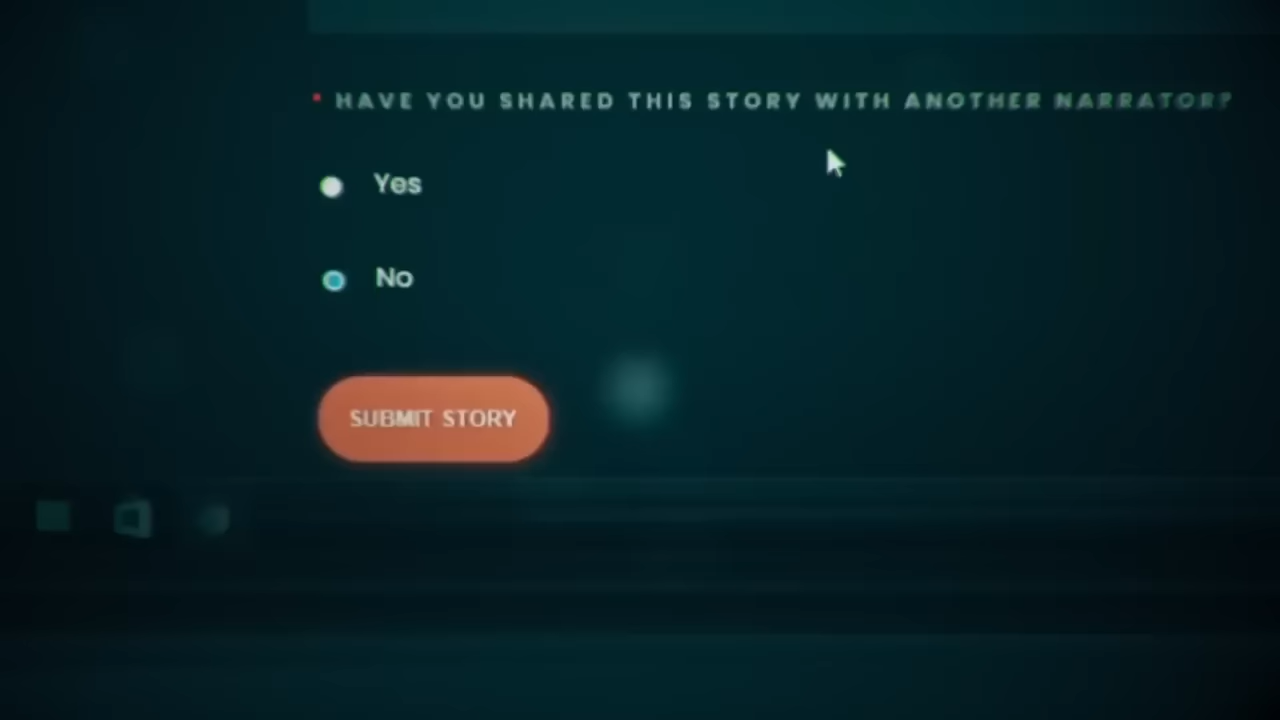 * HAVE YOU SHARED THIS STORY WITH ANOTHER NARRATOR?
Yes
No
SUBMIT STORY